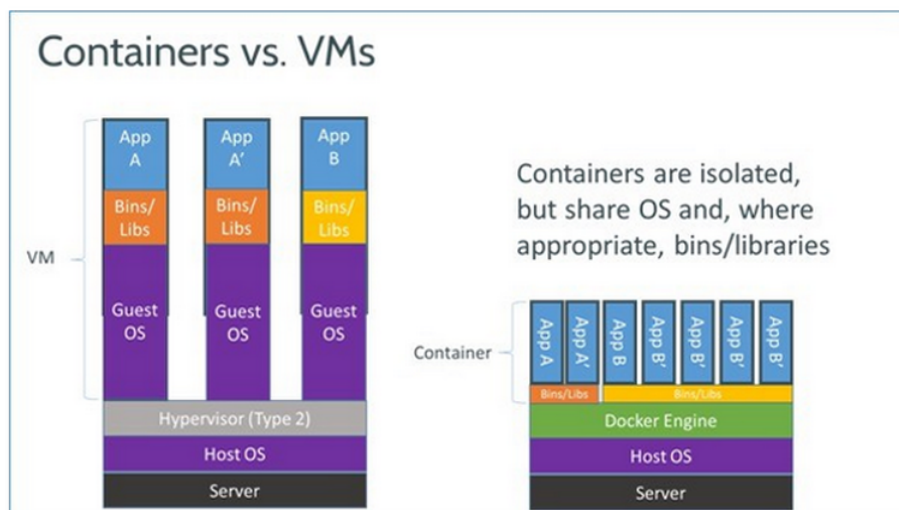 Containers vs. VMs
App
A
App
A’
App
B
Bins/
Libs
Bins/
Libs
Bins/
Libs
VM
Guest
OS
Guest
OS
Guest
OS
Hypervisor (Type 2)
Host OS
Server
Containers are isolated,
but share OS and, where
appropriate, bins/libraries
Container
App A
App A’
App B
App B’
App B’
App B’
App B’
Bins/Libs
Bins/Libs
Docker Engine
Host OS
Server